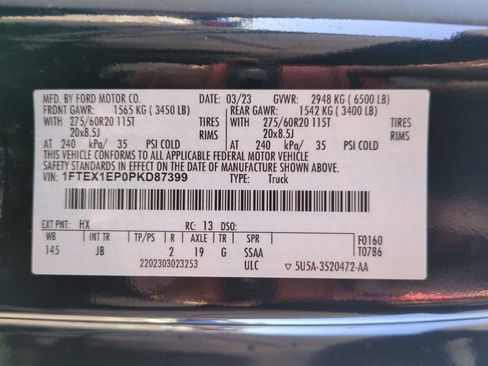 MFD. BY FORD MOTOR CO. DATE: 03/23 GVWR: 2948 KG ( 6500 LB)
FRONT GAWR: 1565 KG ( 3450 LB) REAR GAWR: 1542 KG ( 3400 LB)
WITH 275/60R20 115T TIRES WITH 275/60R20 115T TIRES
20x8.5J RIMS 20x8.5J RIMS
AT 240 kPa/ 35 PSI COLD AT 240 kPa/ 35 PSI COLD
THIS VEHICLE CONFORMS TO ALL APPLICABLE FEDERAL MOTOR VEHICLE
SAFETY STANDARDS IN EFFECT ON THE DATE OF MANUFACTURE SHOWN ABOVE.
VIN: 1FTEX1EP0PKD87399 TYPE: Truck
EXT PNT: HX RC: 13 DSO:
WB INT TR TP/PS R AXLE TR SPR F0160
145 JB 2 19 G SSAA T0786
2202303023253 ULC ▽ 5U5A-3520472-AA